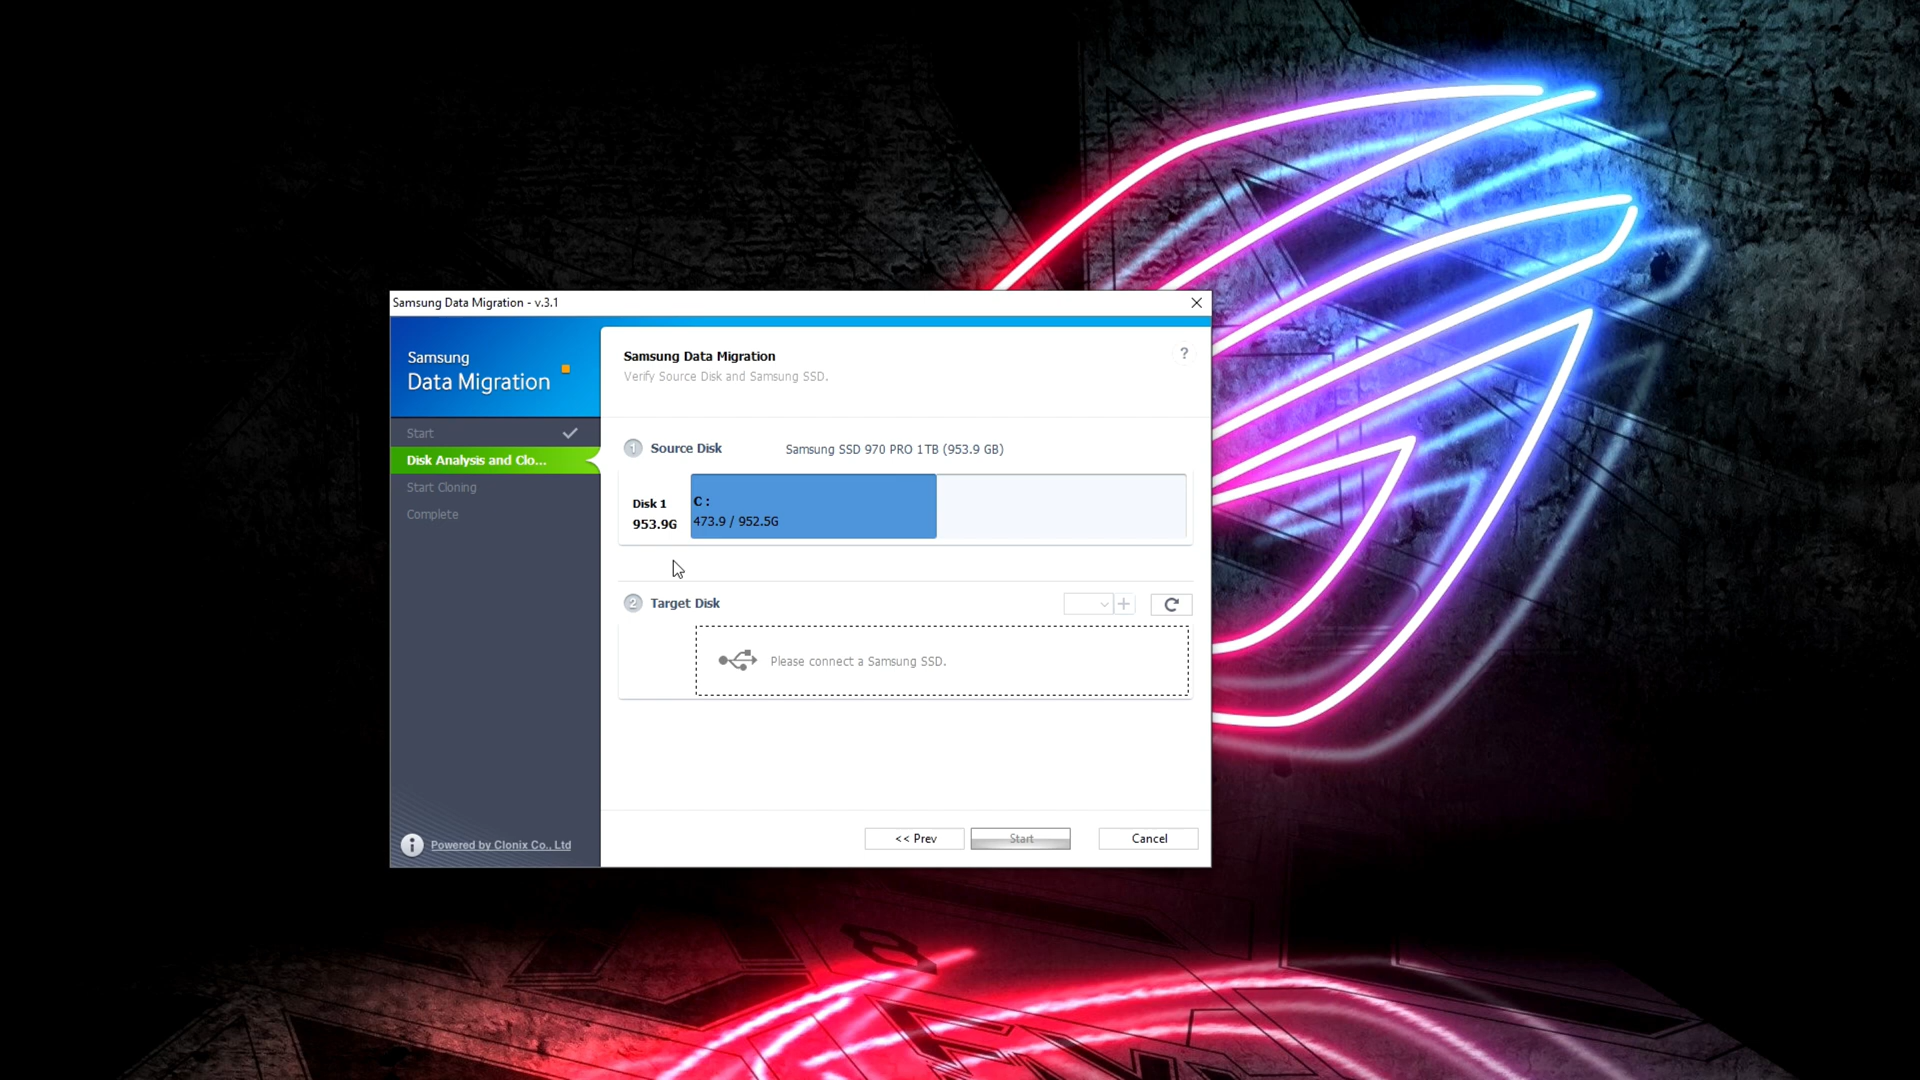 Samsung Data Migration - v.3.1
Samsung
Data Migration
Start
Disk Analysis and Clo...
Start Cloning
Complete
Powered by Clonix Co., Ltd
Samsung Data Migration
?
Verify Source Disk and Samsung SSD.
1 Source Disk Samsung SSD 970 PRO 1TB (953.9 GB)
Disk 1
953.9G
C :
473.9 / 952.5G
2 Target Disk
Please connect a Samsung SSD.
<< Prev
Start
Cancel